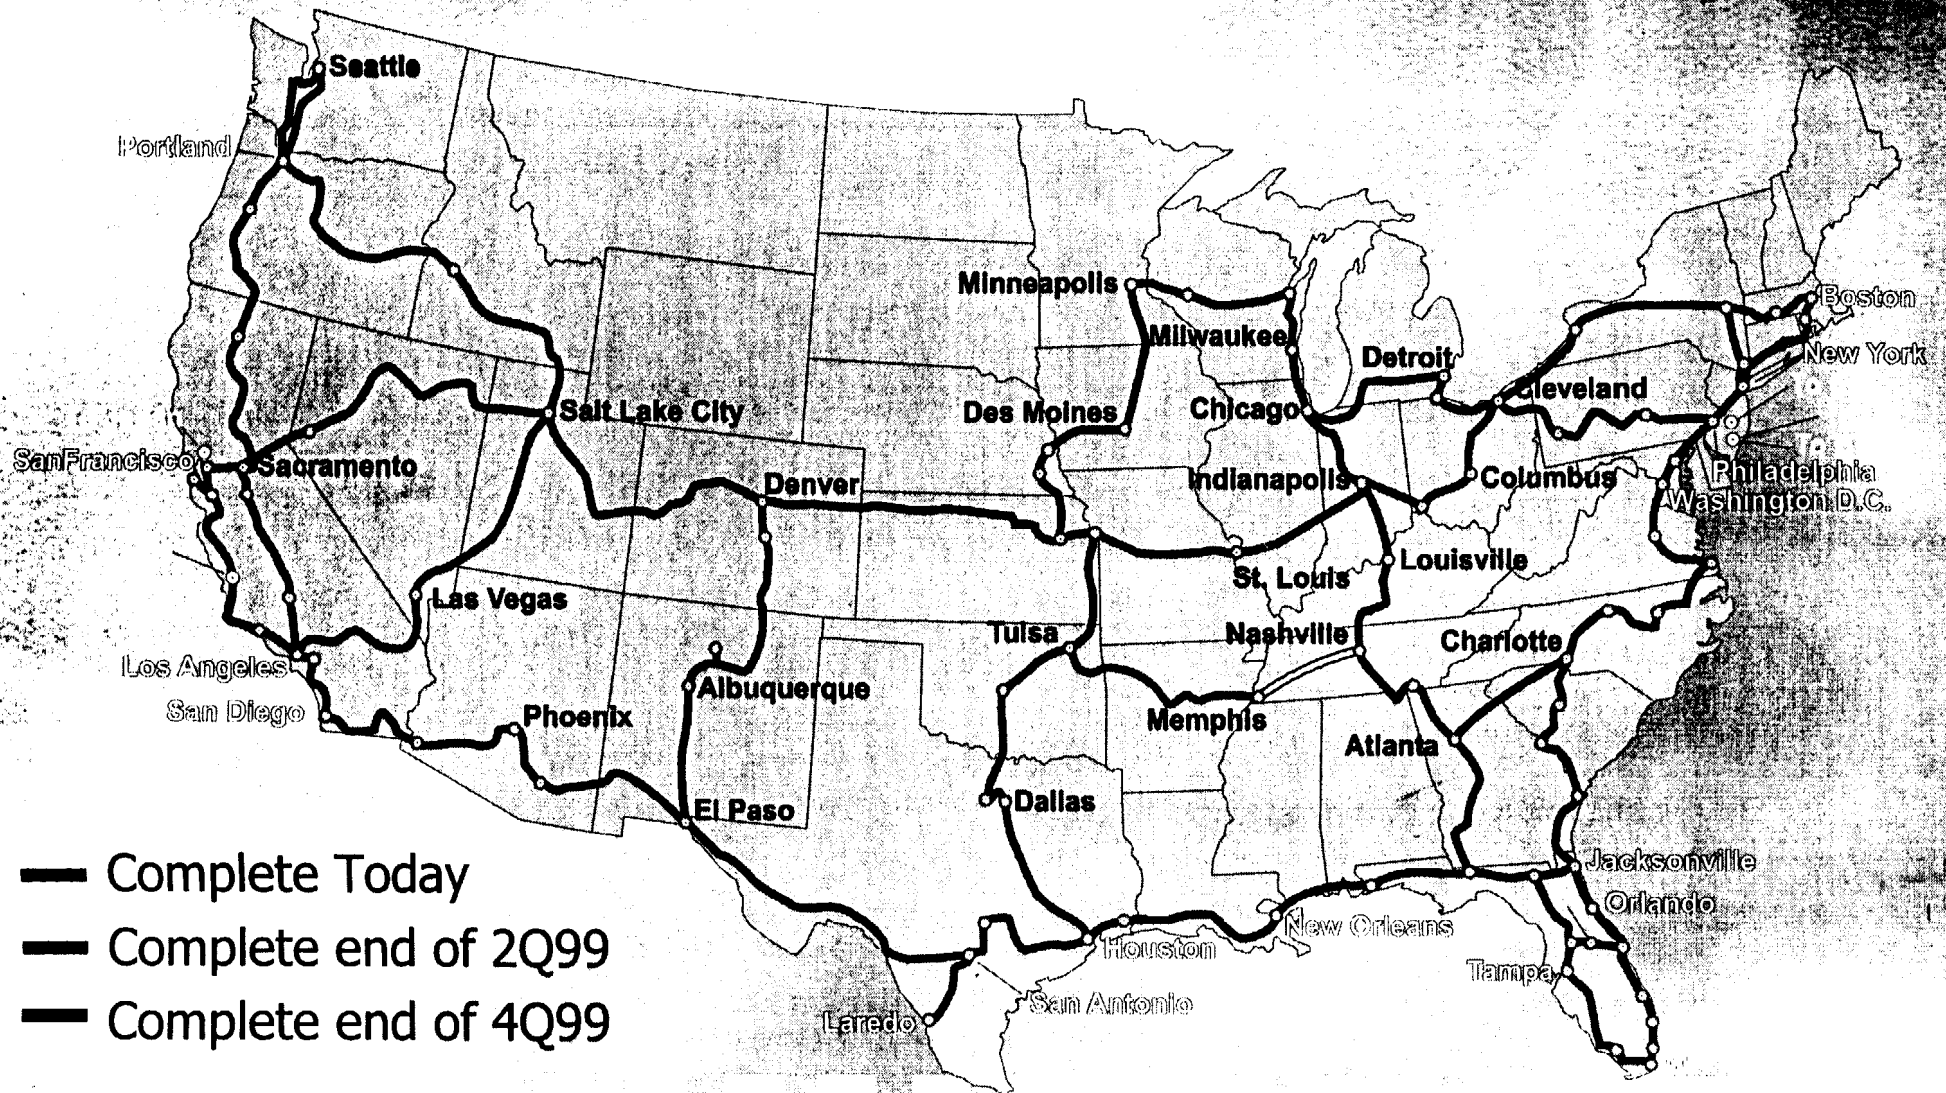 Seattle
Portland
Minneapolis
Boston
Milwaukee
New York
Detroit
Cleveland
Salt Lake City
Des Moines
Chicago
SanFrancisco
Sacramento
Denver
Indianapolis
Columbus
Philadelphia
Washington D.C.
Louisville
St. Louis
Las Vegas
Tulsa
Nashville
Charlotte
Los Angeles
Albuquerque
San Diego
Phoenix
Memphis
Atlanta
El Paso
Dallas
Complete Today
Jacksonville
Orlando
New Orleans
Complete end of 2Q99
Houston
Tampa
San Antonio
Laredo
Complete end of 4Q99